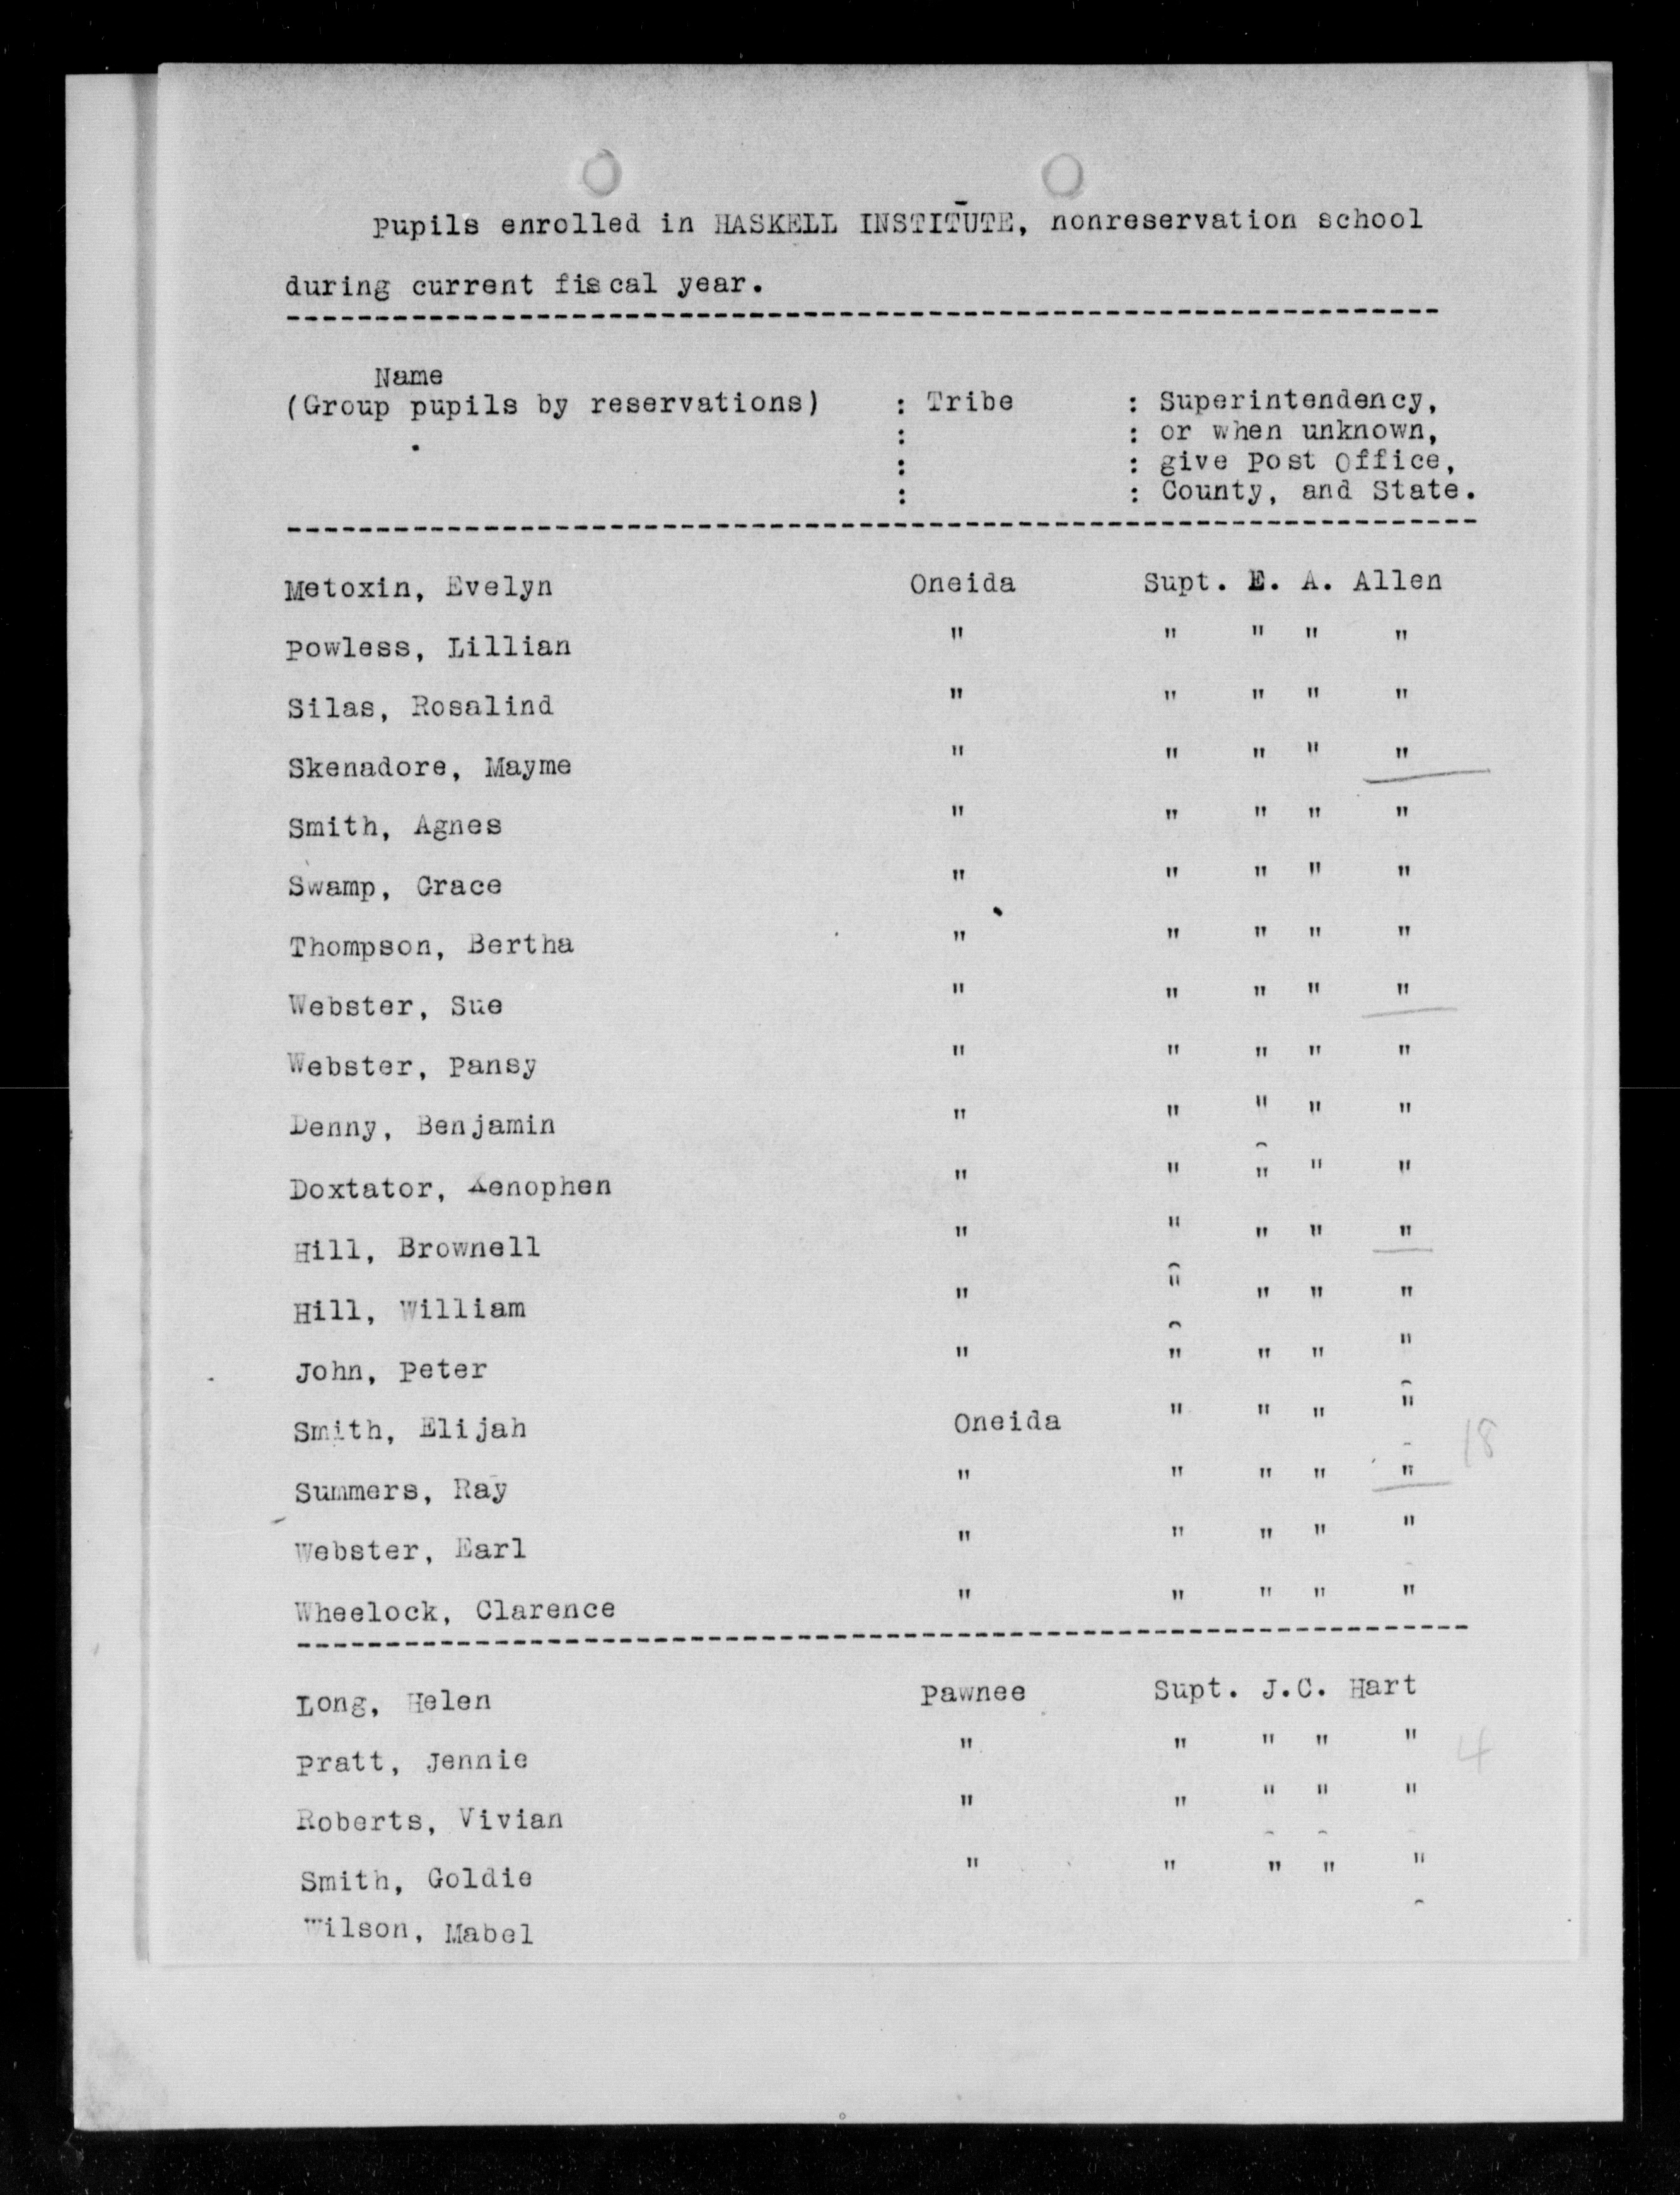 Pupils enrolled in HASKELL INSTITUTE, nonreservation school
during current fiscal year.
Name
(Group pupils by reservations) : Tribe : Superintendency,
: : or when unknown,
: : give Post Office,
: : County, and State.
Metoxin, Evelyn Oneida Supt. E. A. Allen
Powless, Lillian " " " " "
Silas, Rosalind " " " " "
Skenadore, Mayme " " " " "
Smith, Agnes " " " " "
Swamp, Grace " " " " "
Thompson, Bertha " " " " "
Webster, Sue " " " " "
Webster, Pansy " " " " "
Denny, Benjamin " " " " "
Doxtator, Xenophen " " " " "
Hill, Brownell " " " " "
Hill, William " " " " "
John, Peter " " " " "
Smith, Elijah Oneida " " " " 18
Summers, Ray " " " " "
Webster, Earl " " " " "
Wheelock, Clarence " " " " "
Long, Helen Pawnee Supt. J.C. Hart
Pratt, Jennie " " " " " 4
Roberts, Vivian " " " " "
Smith, Goldie " " " " "
Wilson, Mabel